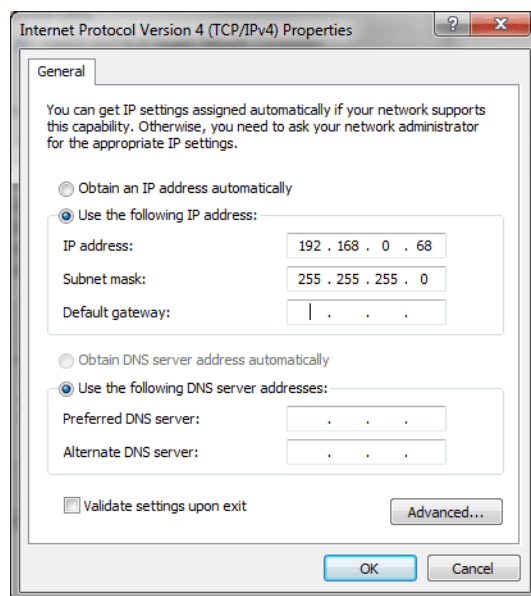 Internet Protocol Version 4 (TCP/IPv4) Properties
?
General
You can get IP settings assigned automatically if your network supports
this capability. Otherwise, you need to ask your network administrator
for the appropriate IP settings.
Obtain an IP address automatically
Use the following IP address:
IP address: 192 . 168 . 0 . 68
Subnet mask: 255 . 255 . 255 . 0
Default gateway: . . .
Obtain DNS server address automatically
Use the following DNS server addresses:
Preferred DNS server: . . .
Alternate DNS server: . . .
Validate settings upon exit
Advanced...
OK Cancel